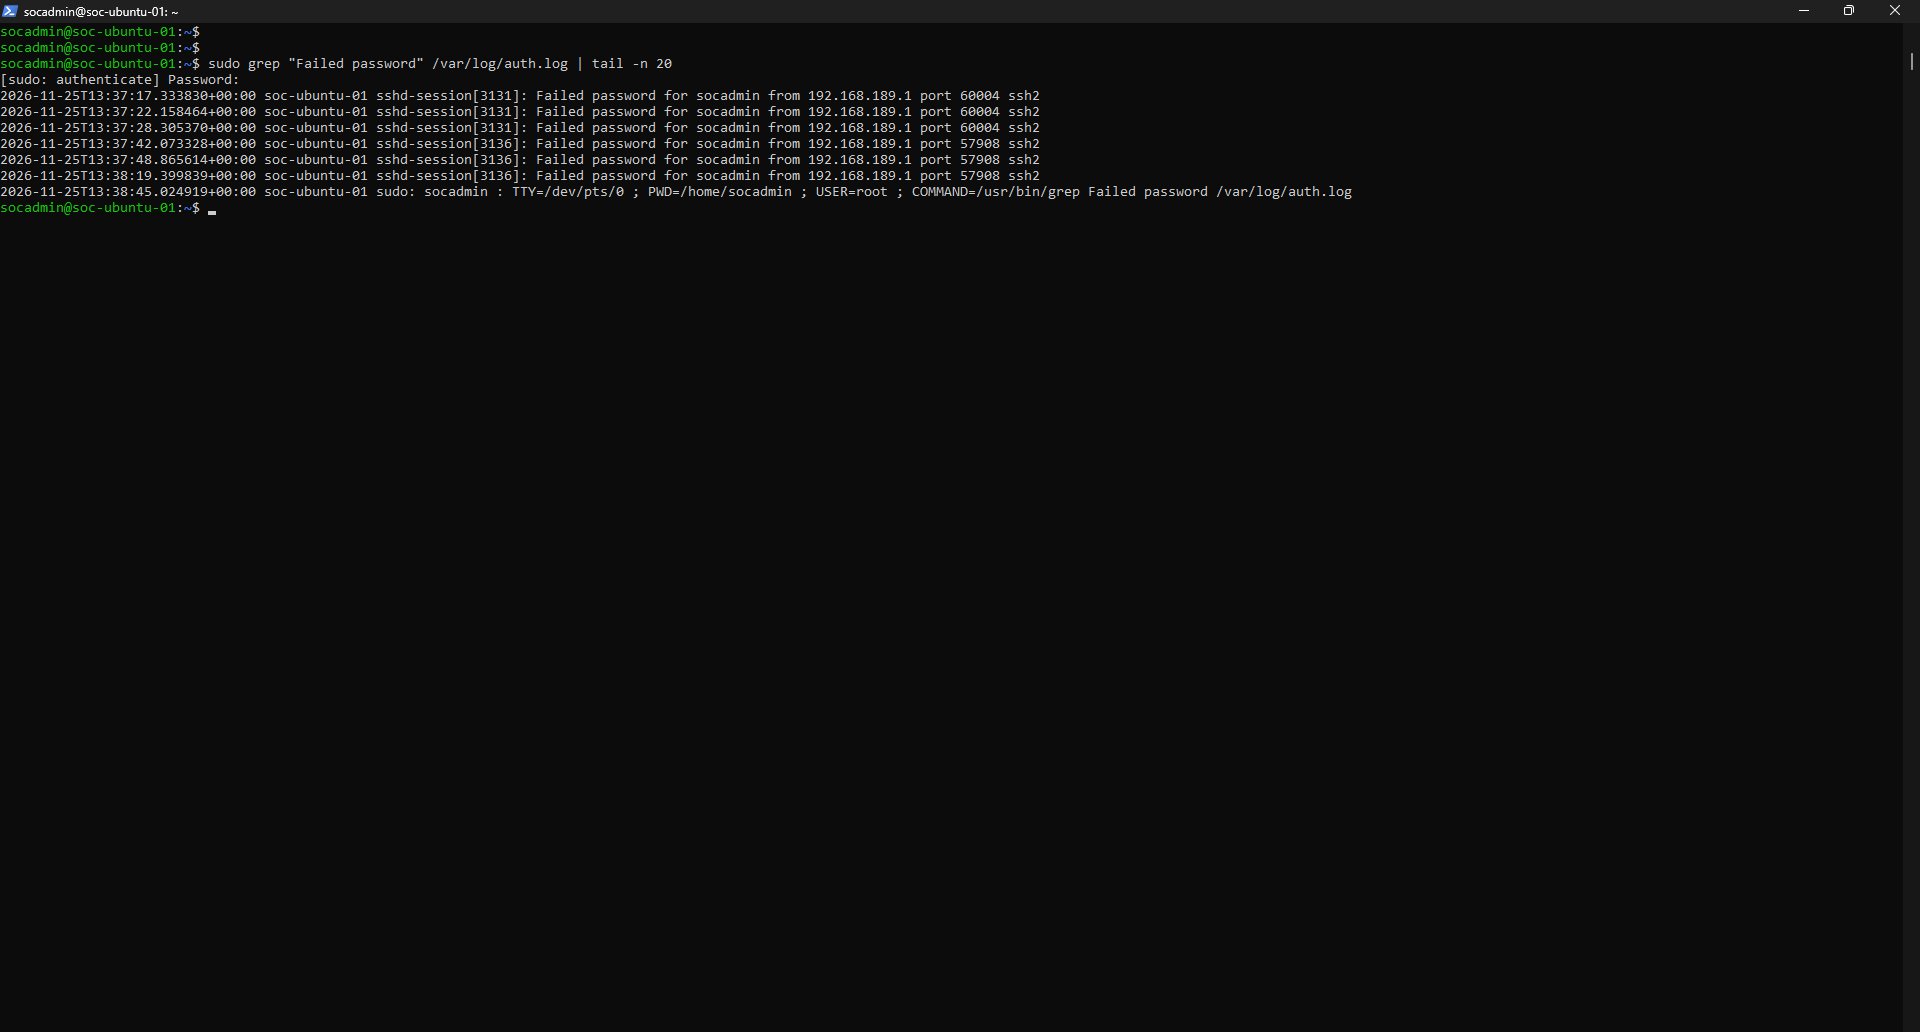 socadmin@soc-ubuntu-01: ~
socadmin@soc-ubuntu-01:~$
socadmin@soc-ubuntu-01:~$
socadmin@soc-ubuntu-01:~$ sudo grep "Failed password" /var/log/auth.log | tail -n 20
[sudo: authenticate] Password:
2026-11-25T13:37:17.333830+00:00 soc-ubuntu-01 sshd-session[3131]: Failed password for socadmin from 192.168.189.1 port 60004 ssh2
2026-11-25T13:37:22.158464+00:00 soc-ubuntu-01 sshd-session[3131]: Failed password for socadmin from 192.168.189.1 port 60004 ssh2
2026-11-25T13:37:28.305370+00:00 soc-ubuntu-01 sshd-session[3131]: Failed password for socadmin from 192.168.189.1 port 60004 ssh2
2026-11-25T13:37:42.073328+00:00 soc-ubuntu-01 sshd-session[3136]: Failed password for socadmin from 192.168.189.1 port 57908 ssh2
2026-11-25T13:37:48.865614+00:00 soc-ubuntu-01 sshd-session[3136]: Failed password for socadmin from 192.168.189.1 port 57908 ssh2
2026-11-25T13:38:19.399839+00:00 soc-ubuntu-01 sshd-session[3136]: Failed password for socadmin from 192.168.189.1 port 57908 ssh2
2026-11-25T13:38:45.024919+00:00 soc-ubuntu-01 sudo: socadmin : TTY=/dev/pts/0 ; PWD=/home/socadmin ; USER=root ; COMMAND=/usr/bin/grep Failed password /var/log/auth.log
socadmin@soc-ubuntu-01:~$